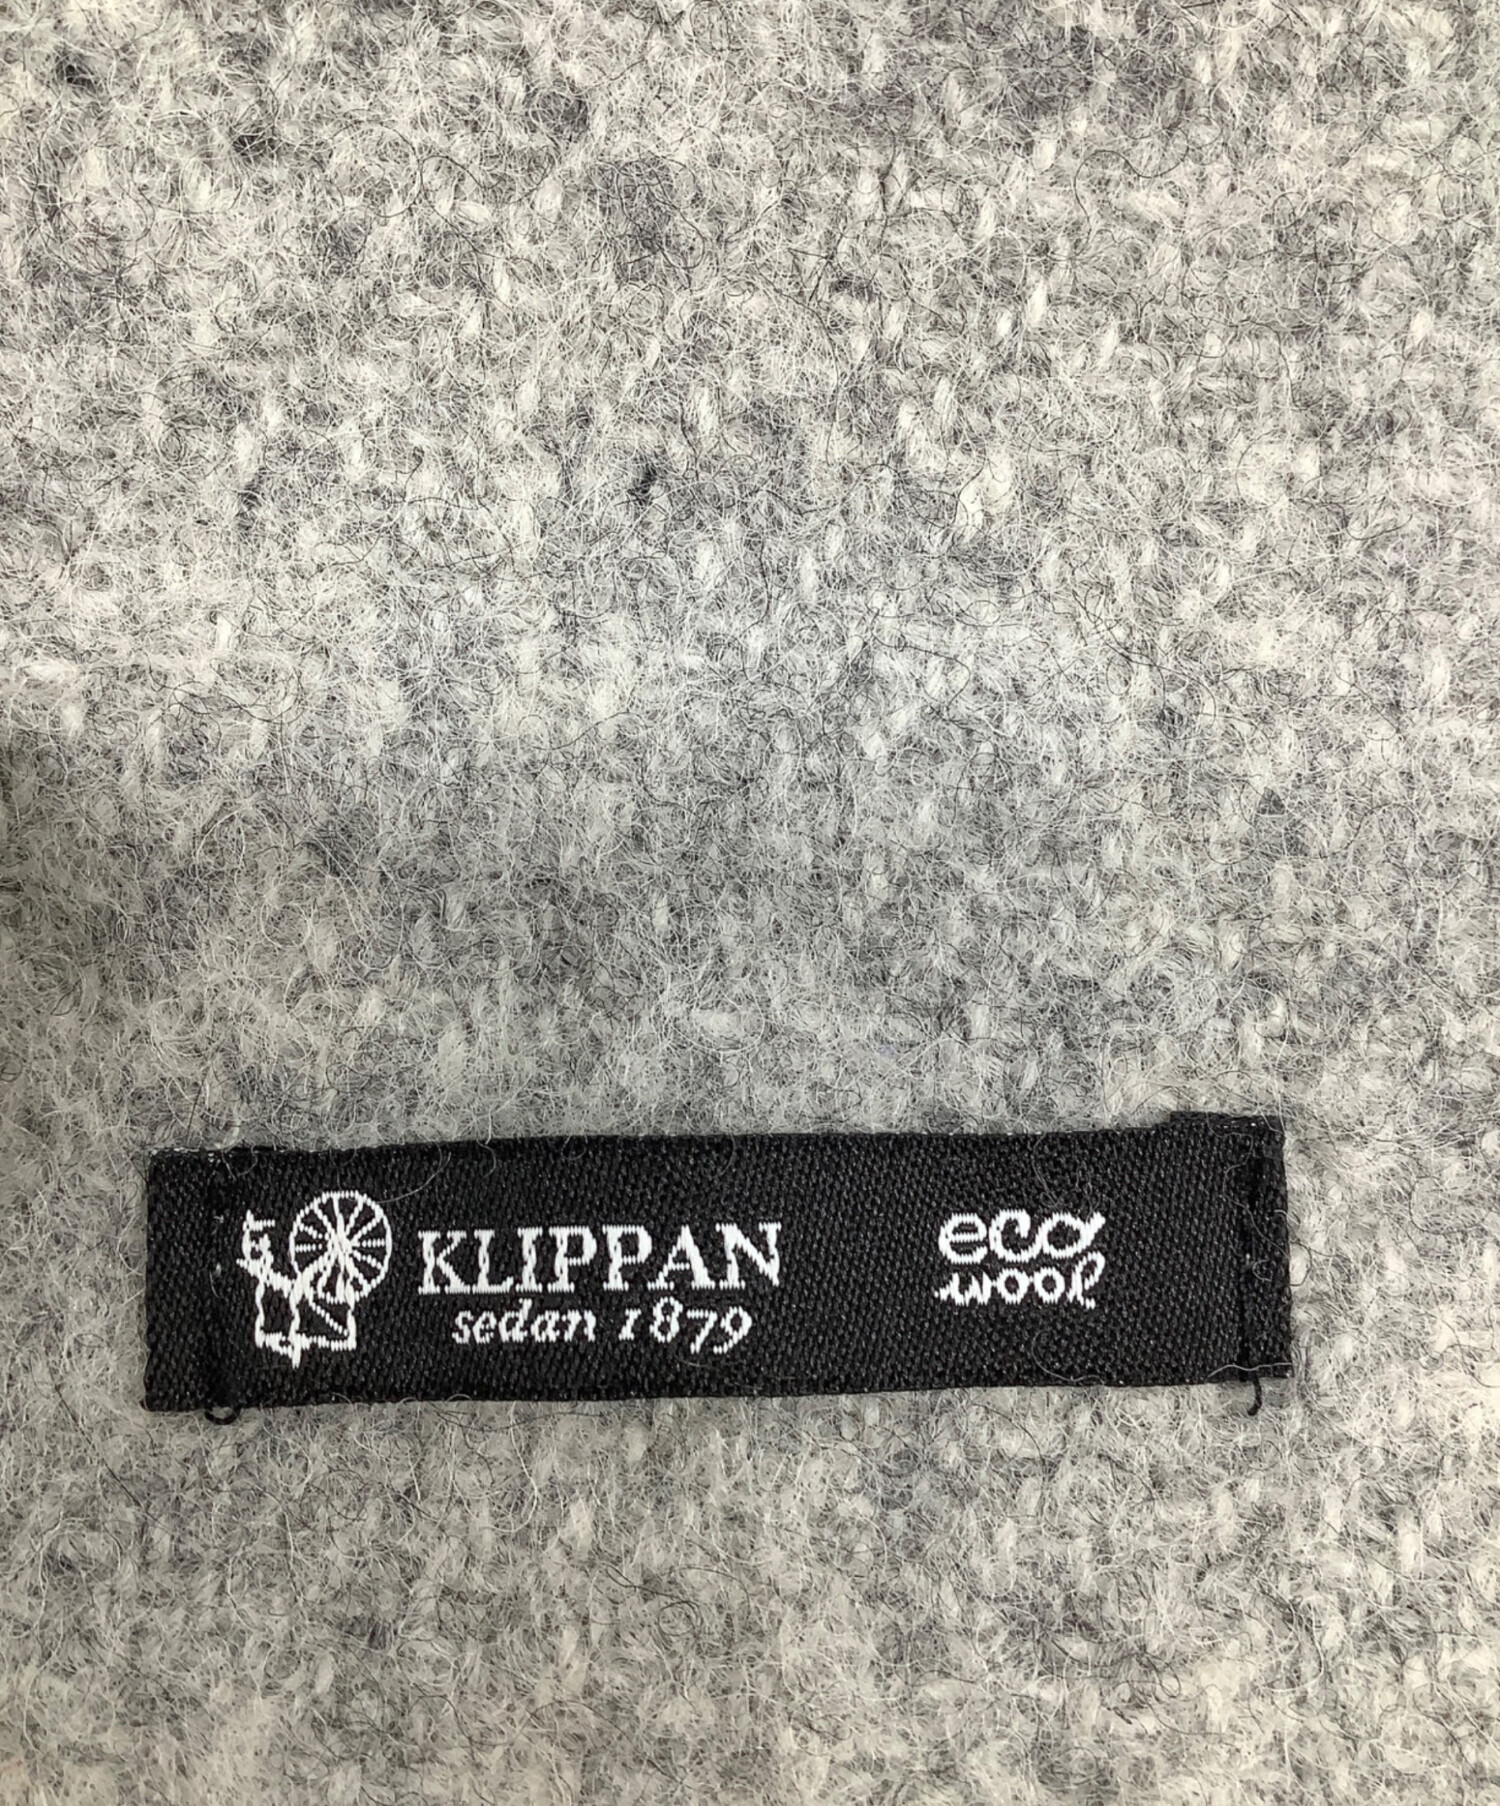 KLIPPAN
sedan 1879
eco
wool